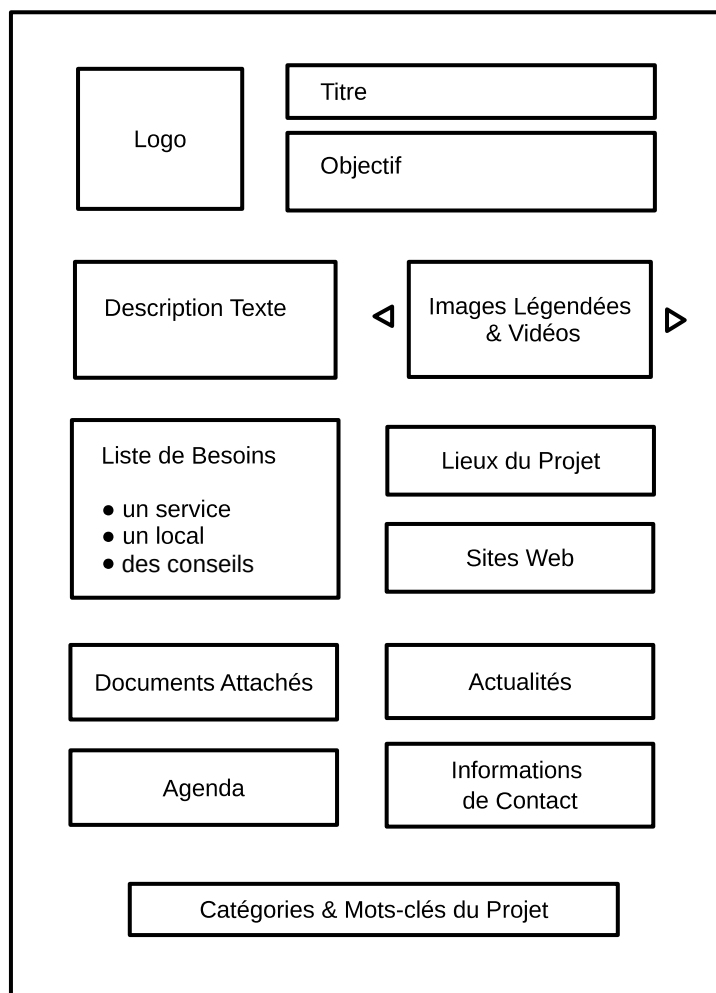 Logo
Titre
Objectif
Description Texte
Images Légendées
& Vidéos
Liste de Besoins
● un service
● un local
● des conseils
Lieux du Projet
Sites Web
Documents Attachés
Actualités
Agenda
Informations
de Contact
Catégories & Mots-clés du Projet